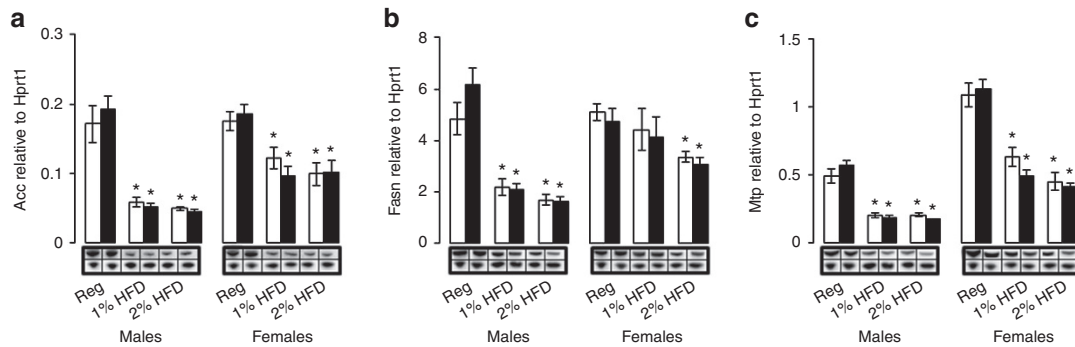 a
Acc relative to Hprt1
0.3
0.2
0.1
0
* * * *
* * * *
Reg
1% HFD
2% HFD
Reg
1% HFD
2% HFD
Males
Females
b
Fasn relative to Hprt1
8
6
4
2
0
* * * *
* *
Reg
1% HFD
2% HFD
Reg
1% HFD
2% HFD
Males
Females
c
Mtp relative to Hprt1
1.5
1
0.5
0
* * * *
* * * *
Reg
1% HFD
2% HFD
Reg
1% HFD
2% HFD
Males
Females